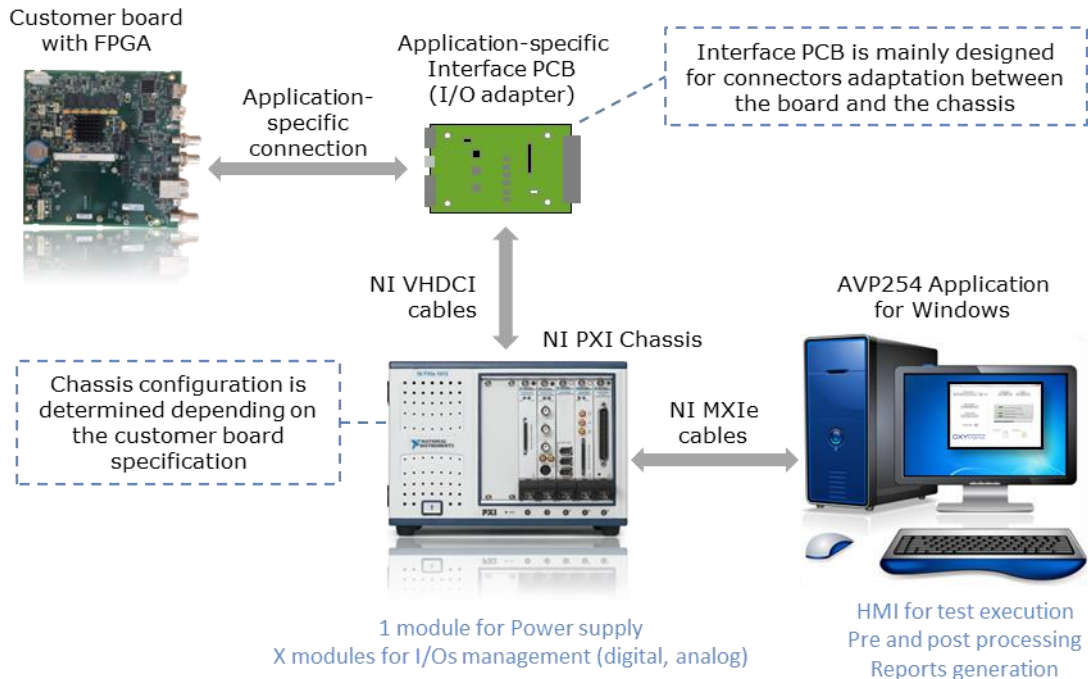 Customer board
with FPGA
Application-specific
Interface PCB
(I/O adapter)
Interface PCB is mainly designed
for connectors adaptation between
the board and the chassis
Application-
specific
connection
NI VHDCI
cables
AVP254 Application
for Windows
NI PXI Chassis
Chassis configuration is
determined depending on
the customer board
specification
NI MXIe
cables
NATIONAL
INSTRUMENTS
PXI
1 module for Power supply
X modules for I/Os management (digital, analog)
HMI for test execution
Pre and post processing
Reports generation